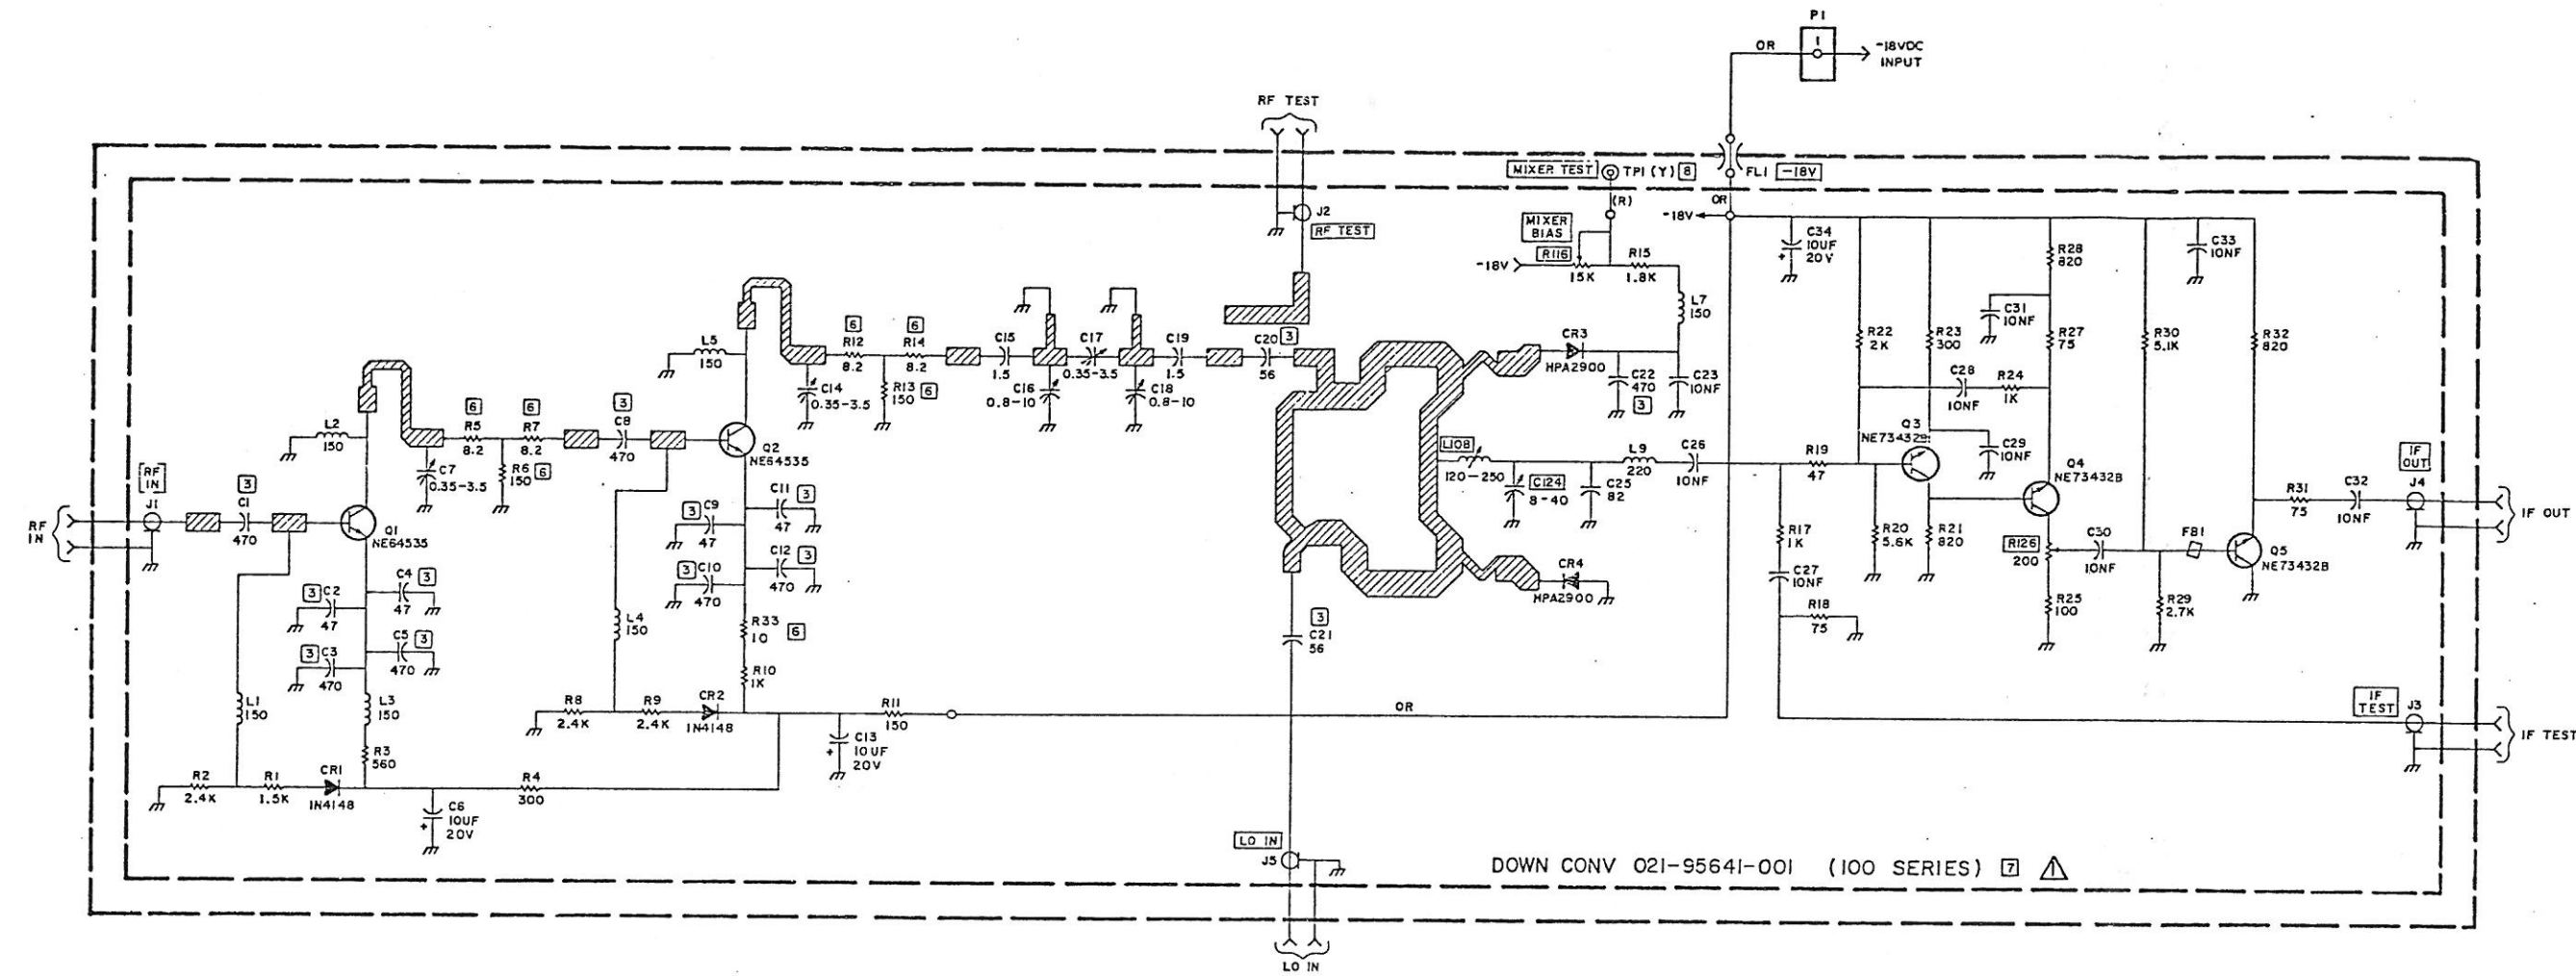 P1
1
OR
-18VDC
INPUT
RF TEST
MIXER TEST
TP1 (Y) 8
FL1
-18V
(R)
OR
-18V
J2
RF TEST
MIXER
BIAS
R116
-18V
15K
R15
1.8K
L7
150
C34
10UF
20V
+
R28
820
C33
10NF
C31
10NF
R22
2K
R23
300
R27
75
R30
5.1K
R32
820
L5
150
6
R12
8.2
6
R14
8.2
C15
1.5
C17
0.35-3.5
C19
1.5
C20
3
56
CR3
HPA2900
C22
470
3
C23
10NF
C14
0.35-3.5
R13
150
6
C16
0.8-10
C18
0.8-10
C28
10NF
R24
1K
L2
150
6
R5
8.2
6
R7
8.2
3
C8
470
Q2
NE64535
C7
0.35-3.5
R6
150
6
L108
120-250
C124
8-40
C25
82
L9
220
C26
10NF
R19
47
Q3
NE73432B
C29
10NF
Q4
NE73432B
RF
IN
J1
RF
IN
3
C1
470
Q1
NE64535
3
C9
47
C11
3
47
3
C10
470
C12
3
470
R17
1K
R20
5.6K
R21
820
R126
200
C30
10NF
FB1
Q5
NE73432B
R31
75
C32
10NF
IF
OUT
J4
IF OUT
3
C2
47
C4
3
47
3
C3
470
C5
3
470
L4
150
R33
10
6
R10
1K
3
C21
56
CR4
HPA2900
C27
10NF
R18
75
R25
100
R29
2.7K
L1
150
L3
150
R3
560
R8
2.4K
R9
2.4K
CR2
1N4148
R11
150
OR
C13
10UF
20V
+
IF
TEST
J3
IF TEST
R2
2.4K
R1
1.5K
CR1
1N4148
R4
300
C6
10UF
20V
+
LO IN
J5
DOWN CONV 021-95641-001 (100 SERIES) 7 1
LO IN